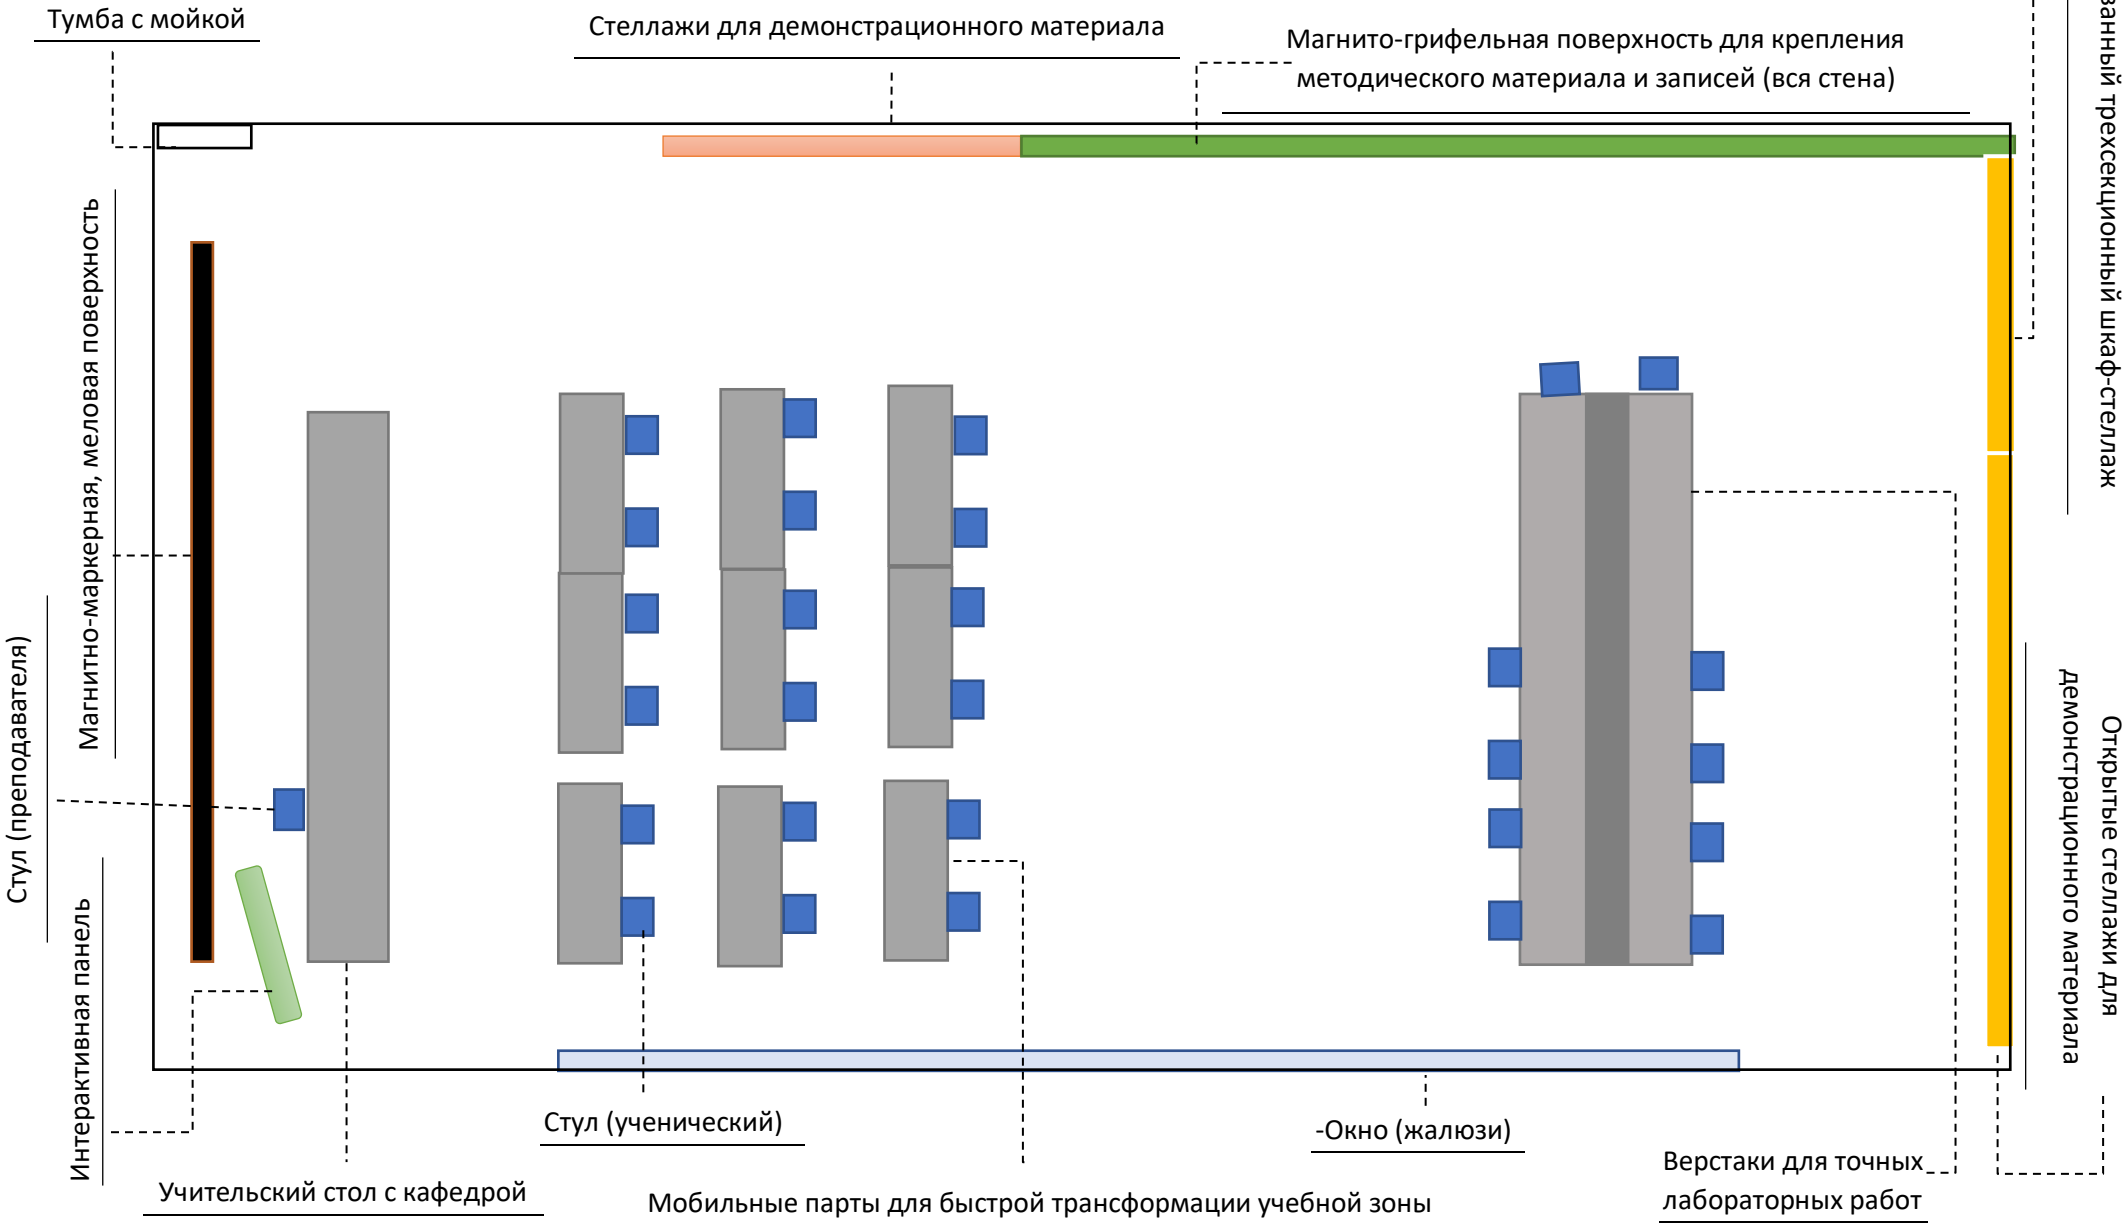 Тумба с мойкой
Стеллажи для демонстрационного материала
Магнито-грифельная поверхность для крепления
методического материала и записей (вся стена)
трехсекционный шкаф-стеллаж
Магнитно-маркерная, меловая поверхность
Стул (преподавателя)
Интерактивная панель
Открытые стеллажи для
демонстрационного материала
Стул (ученический)
-Окно (жалюзи)
Учительский стол с кафедрой
Мобильные парты для быстрой трансформации учебной зоны
Верстаки для точных
лабораторных работ